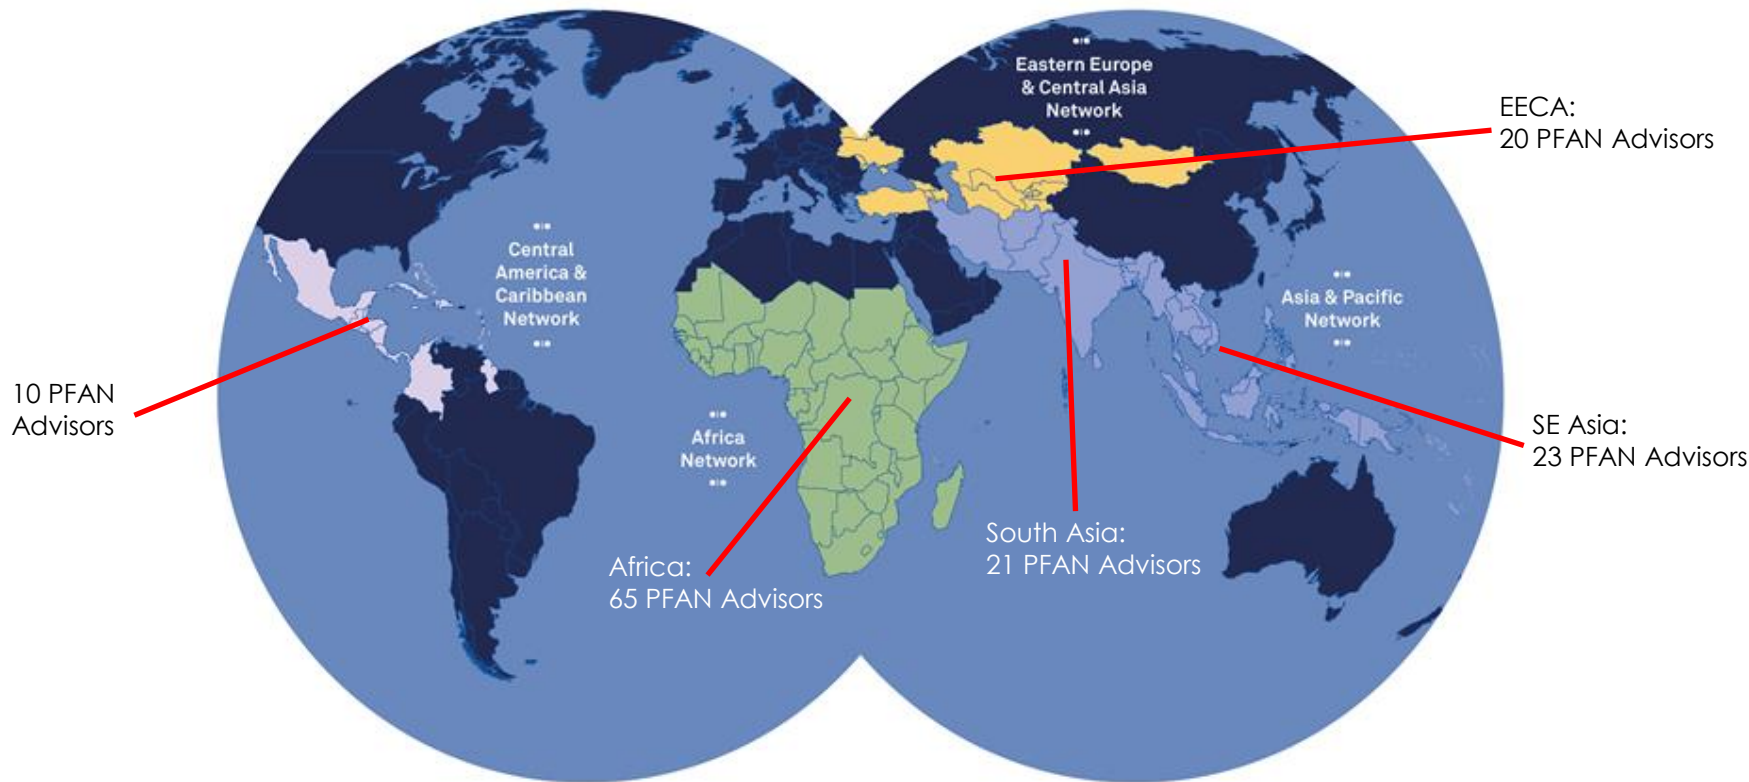 Eastern Europe
& Central Asia
Network
EECA:
20 PFAN Advisors
Central
America &
Caribbean
Network
Asia & Pacific
Network
10 PFAN
Advisors
Africa
Network
SE Asia:
23 PFAN Advisors
South Asia:
21 PFAN Advisors
Africa:
65 PFAN Advisors